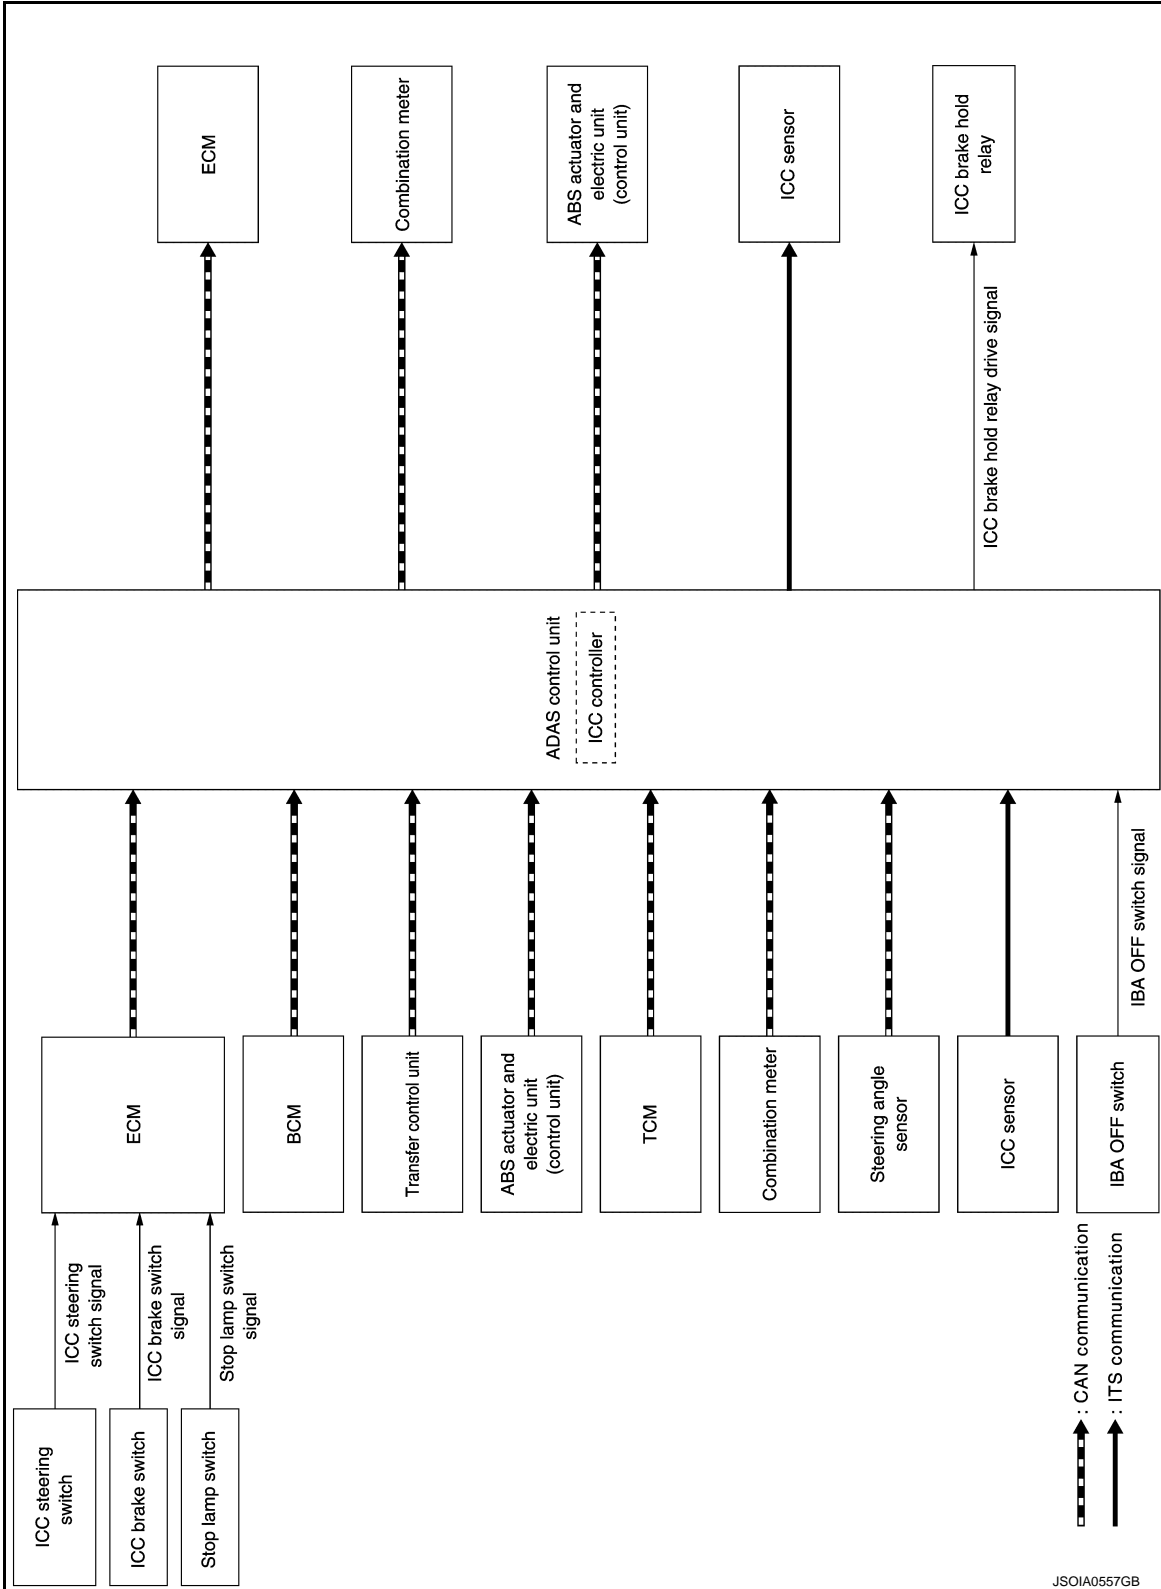 ICC steering
switch
ICC brake switch
Stop lamp switch
ICC steering
switch signal
ICC brake switch
signal
Stop lamp switch
signal
ECM
BCM
Transfer control unit
ABS actuator and
electric unit
(control unit)
TCM
Combination meter
Steering angle
sensor
ICC sensor
IBA OFF switch
IBA OFF switch signal
ADAS control unit
ICC controller
ECM
Combination meter
ABS actuator and
electric unit
(control unit)
ICC sensor
ICC brake hold relay drive signal
ICC brake hold
relay
: CAN communication
: ITS communication
JSOIA0557GB